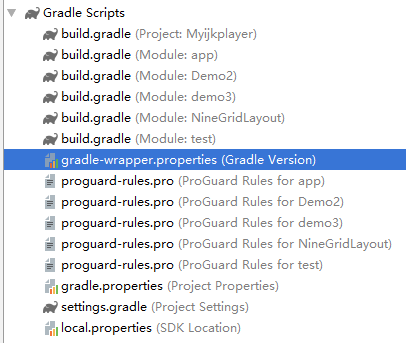 Gradle Scripts
build.gradle (Project: Myijkplayer)
build.gradle (Module: app)
build.gradle (Module: Demo2)
build.gradle (Module: demo3)
build.gradle (Module: NineGridLayout)
build.gradle (Module: test)
gradle-wrapper.properties (Gradle Version)
proguard-rules.pro (ProGuard Rules for app)
proguard-rules.pro (ProGuard Rules for Demo2)
proguard-rules.pro (ProGuard Rules for demo3)
proguard-rules.pro (ProGuard Rules for NineGridLayout)
proguard-rules.pro (ProGuard Rules for test)
gradle.properties (Project Properties)
settings.gradle (Project Settings)
local.properties (SDK Location)